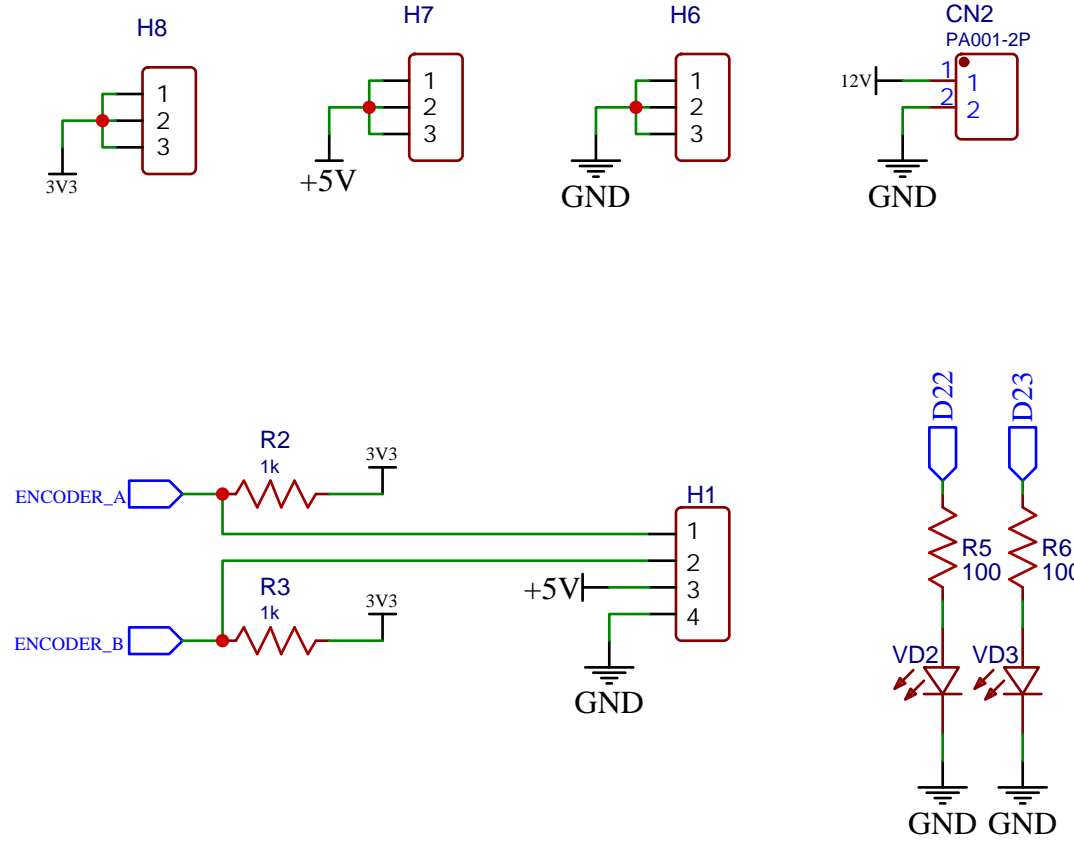 H8
1
2
3
3V3
H7
1
2
3
+5V
H6
1
2
3
GND
CN2
PA001-2P
12V
1
2
1
2
GND
ENCODER_A
R2
1k
3V3
ENCODER_B
R3
1k
3V3
H1
1
2
3
4
+5V
GND
D22
D23
R5
100
R6
100
VD2
VD3
GND
GND